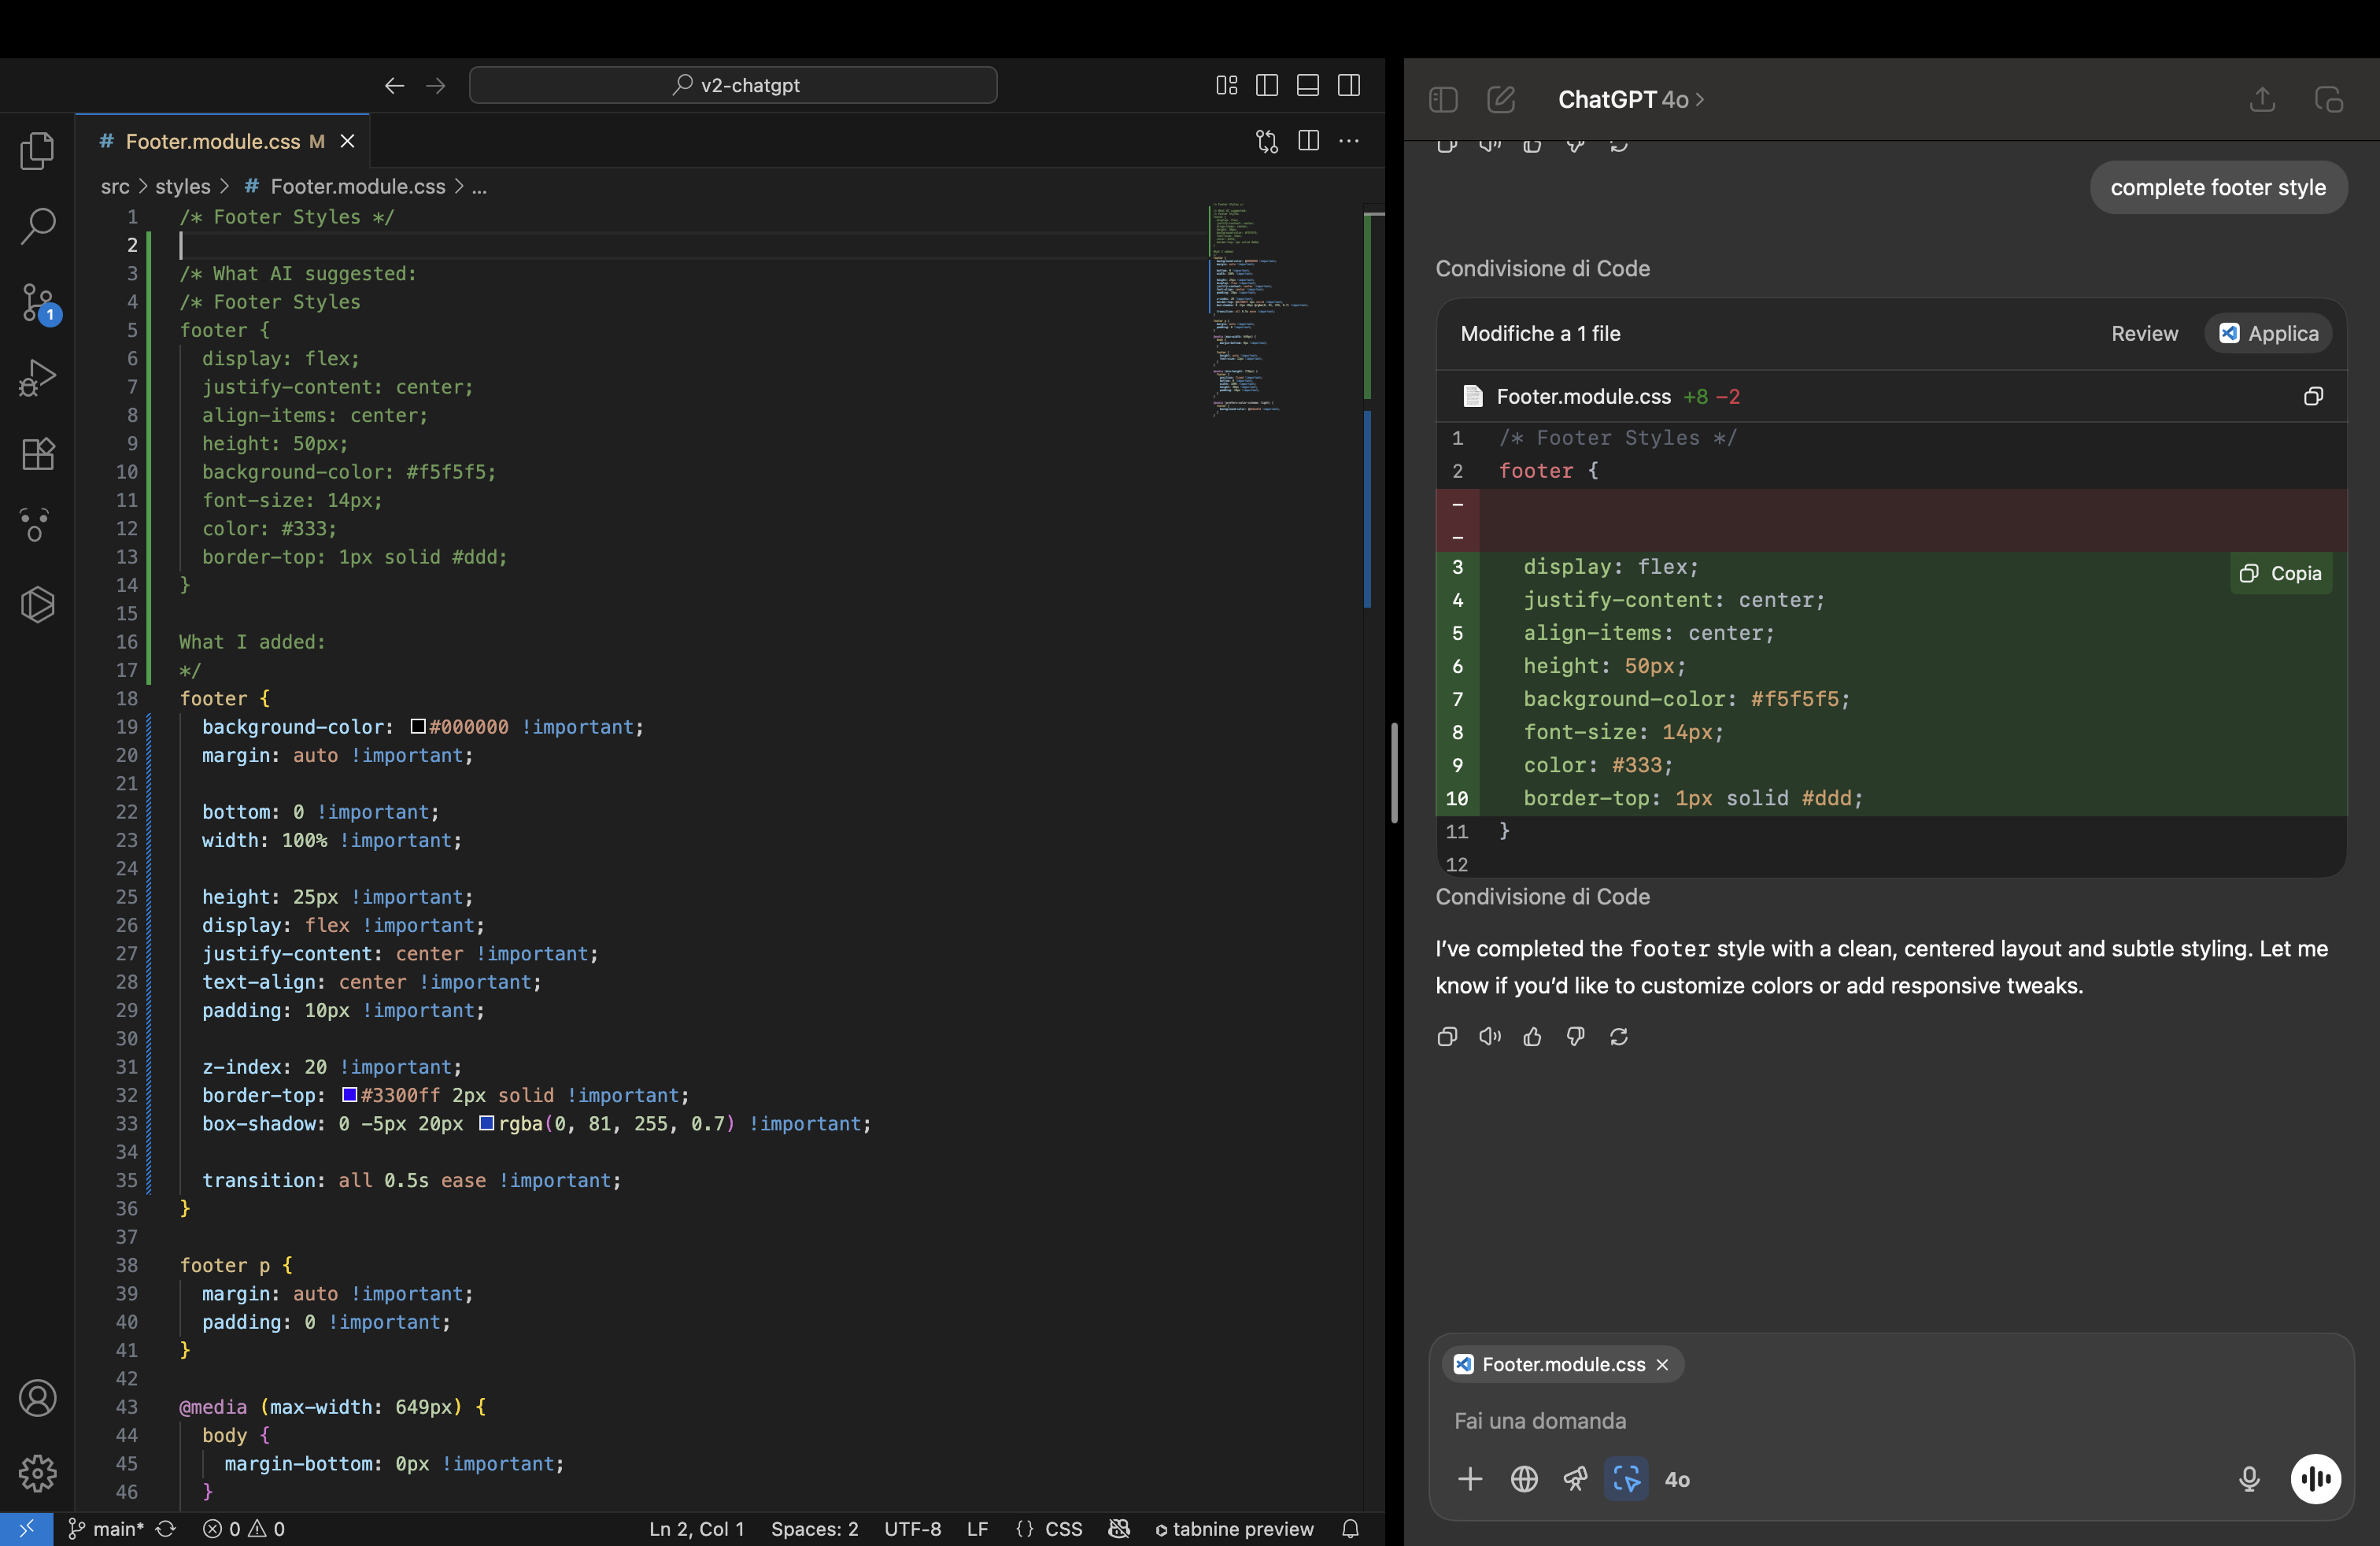 v2-chatgpt
# Footer.module.css M
src > styles > # Footer.module.css > ...
1 /* Footer Styles */
2
3 /* What AI suggested:
4 /* Footer Styles
5 footer {
6 display: flex;
7 justify-content: center;
8 align-items: center;
9 height: 50px;
10 background-color: #f5f5f5;
11 font-size: 14px;
12 color: #333;
13 border-top: 1px solid #ddd;
14 }
15
16 What I added:
17 */
18 footer {
19 background-color: #000000 !important;
20 margin: auto !important;
21
22 bottom: 0 !important;
23 width: 100% !important;
24
25 height: 25px !important;
26 display: flex !important;
27 justify-content: center !important;
28 text-align: center !important;
29 padding: 10px !important;
30
31 z-index: 20 !important;
32 border-top: #3300ff 2px solid !important;
33 box-shadow: 0 -5px 20px rgba(0, 81, 255, 0.7) !important;
34
35 transition: all 0.5s ease !important;
36 }
37
38 footer p {
39 margin: auto !important;
40 padding: 0 !important;
41 }
42
43 @media (max-width: 649px) {
44 body {
45 margin-bottom: 0px !important;
46 }
1
main* 0 0 Ln 2, Col 1 Spaces: 2 UTF-8 LF {} CSS tabnine preview
ChatGPT 4o >
complete footer style
Condivisione di Code
Modifiche a 1 file Review Applica
Footer.module.css +8 -2
1 /* Footer Styles */
2 footer {
-
-
3 display: flex;
Copia
4 justify-content: center;
5 align-items: center;
6 height: 50px;
7 background-color: #f5f5f5;
8 font-size: 14px;
9 color: #333;
10 border-top: 1px solid #ddd;
11 }
12
Condivisione di Code
I’ve completed the footer style with a clean, centered layout and subtle styling. Let me
know if you’d like to customize colors or add responsive tweaks.
Footer.module.css
Fai una domanda
4o